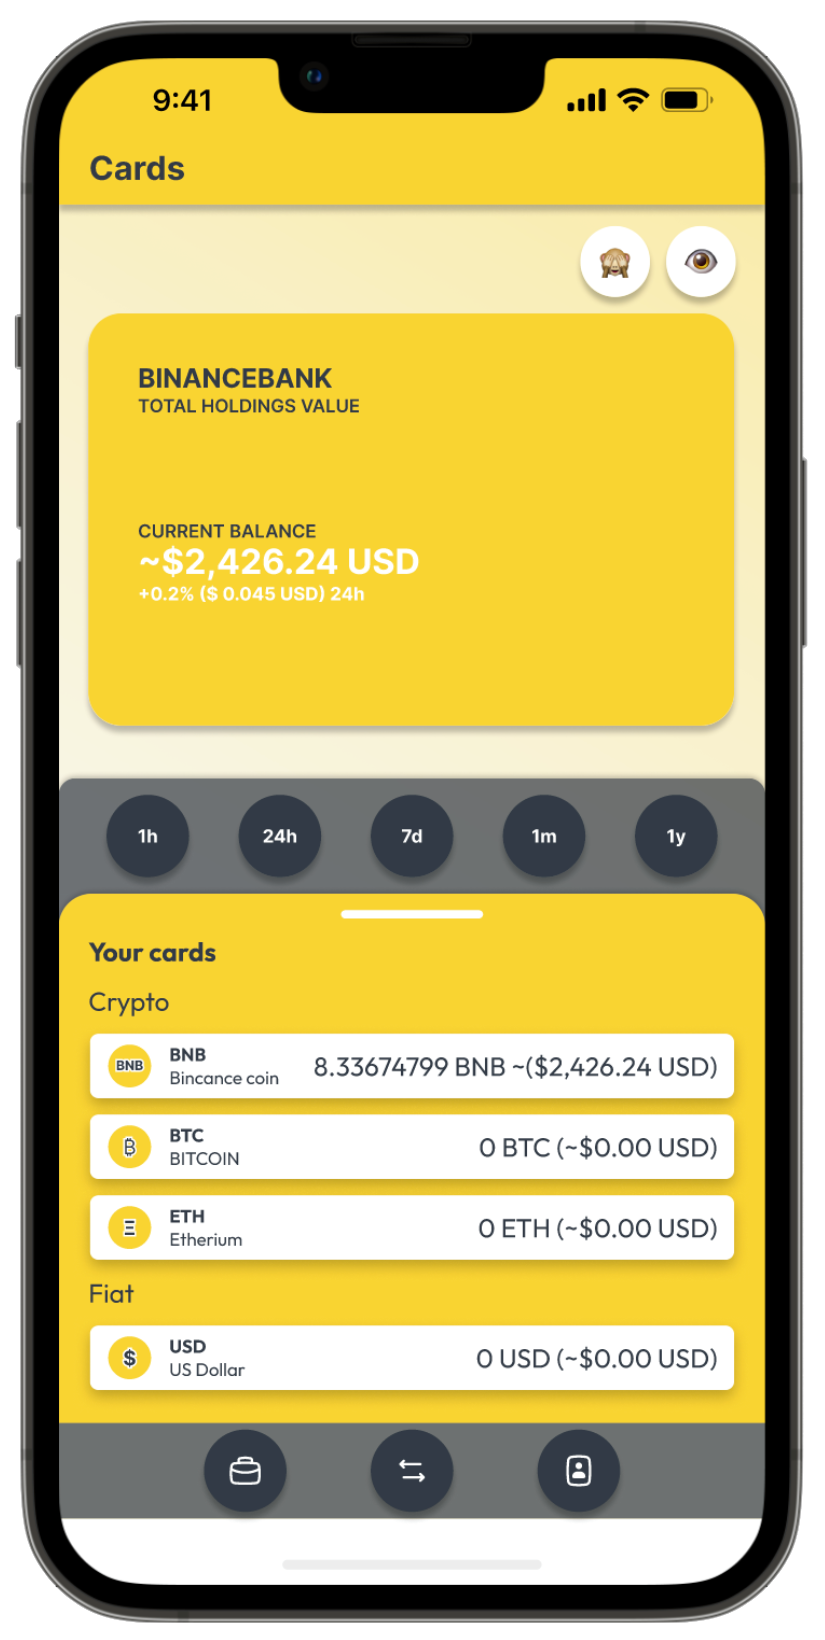 9:41
Cards
BINANCEBANK
TOTAL HOLDINGS VALUE
CURRENT BALANCE
~$2,426.24 USD
+0.2% ($ 0.045 USD) 24h
1h 24h 7d 1m 1y
Your cards
Crypto
BNB
BNB
Bincance coin
8.33674799 BNB ~($2,426.24 USD)
₿
BTC
BITCOIN
0 BTC (~$0.00 USD)
Ξ
ETH
Etherium
0 ETH (~$0.00 USD)
Fiat
$
USD
US Dollar
0 USD (~$0.00 USD)